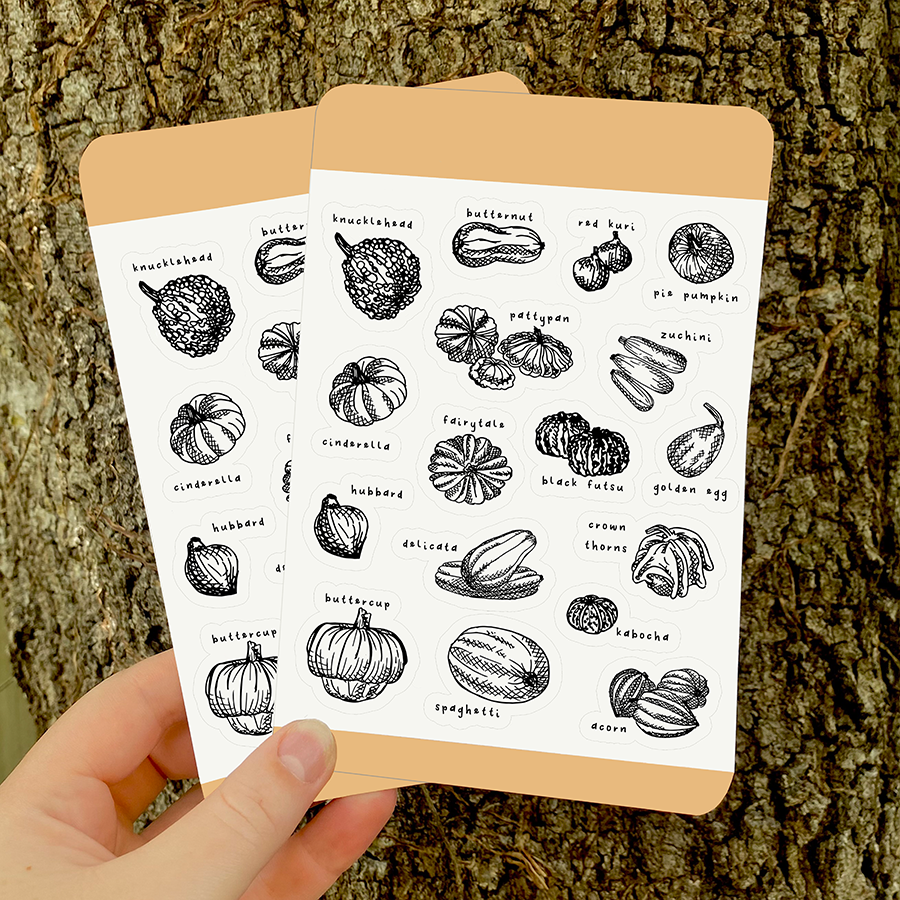 knucklehead
butter
cinderella
hubbard
buttercup
knucklehead
butternut
red kuri
pie pumpkin
pattypan
zuchini
cinderella
fairytale
black futsu
golden egg
hubbard
delicata
crown
thorns
buttercup
kabocha
spaghetti
acorn